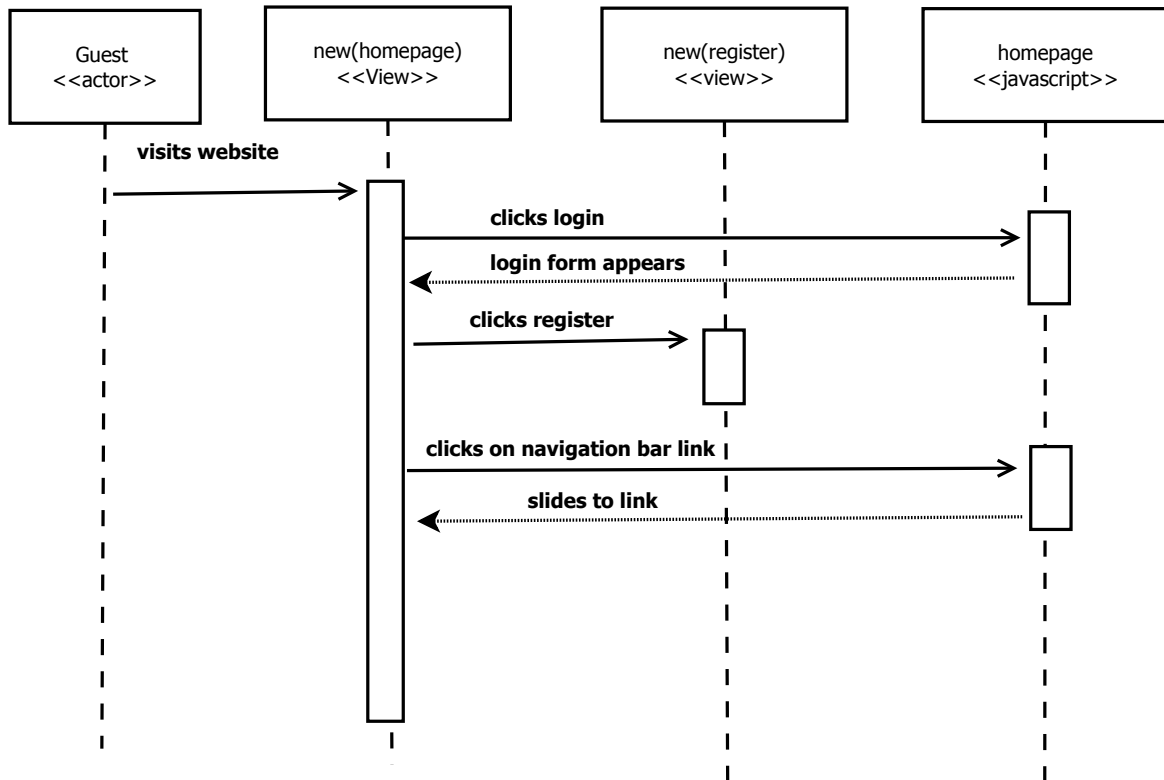 Guest
<<actor>>
new(homepage)
<<View>>
new(register)
<<view>>
homepage
<<javascript>>
visits website
clicks login
login form appears
clicks register
clicks on navigation bar link
slides to link